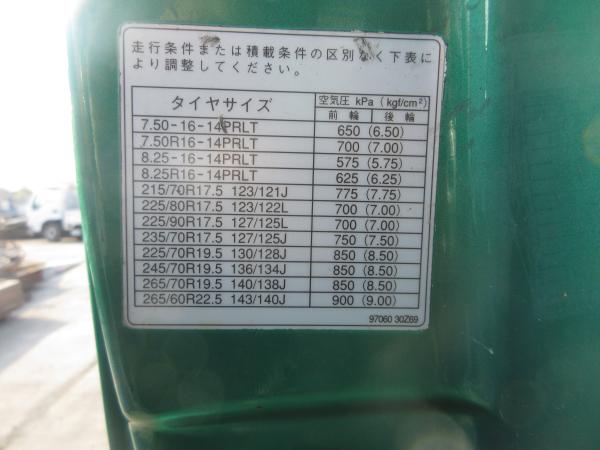 走行条件または積載条件の区別なく下表に
より調整してください。
タイヤサイズ 空気圧 kPa (kgf/cm²)
前輪 後輪
7.50-16-14PRLT 650 (6.50)
7.50R16-14PRLT 700 (7.00)
8.25-16-14PRLT 575 (5.75)
8.25R16-14PRLT 625 (6.25)
215/70R17.5 123/121J 775 (7.75)
225/80R17.5 123/122L 700 (7.00)
225/90R17.5 127/125L 700 (7.00)
235/70R17.5 127/125J 750 (7.50)
225/70R19.5 130/128J 850 (8.50)
245/70R19.5 136/134J 850 (8.50)
265/70R19.5 140/138J 850 (8.50)
265/60R22.5 143/140J 900 (9.00)
97060 30Z69